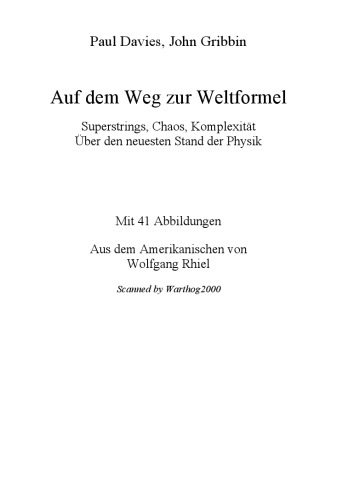 Paul Davies, John Gribbin
Auf dem Weg zur Weltformel
Superstrings, Chaos, Komplexität
Über den neuesten Stand der Physik
Mit 41 Abbildungen
Aus dem Amerikanischen von
Wolfgang Rhiel
Scanned by Warthog2000